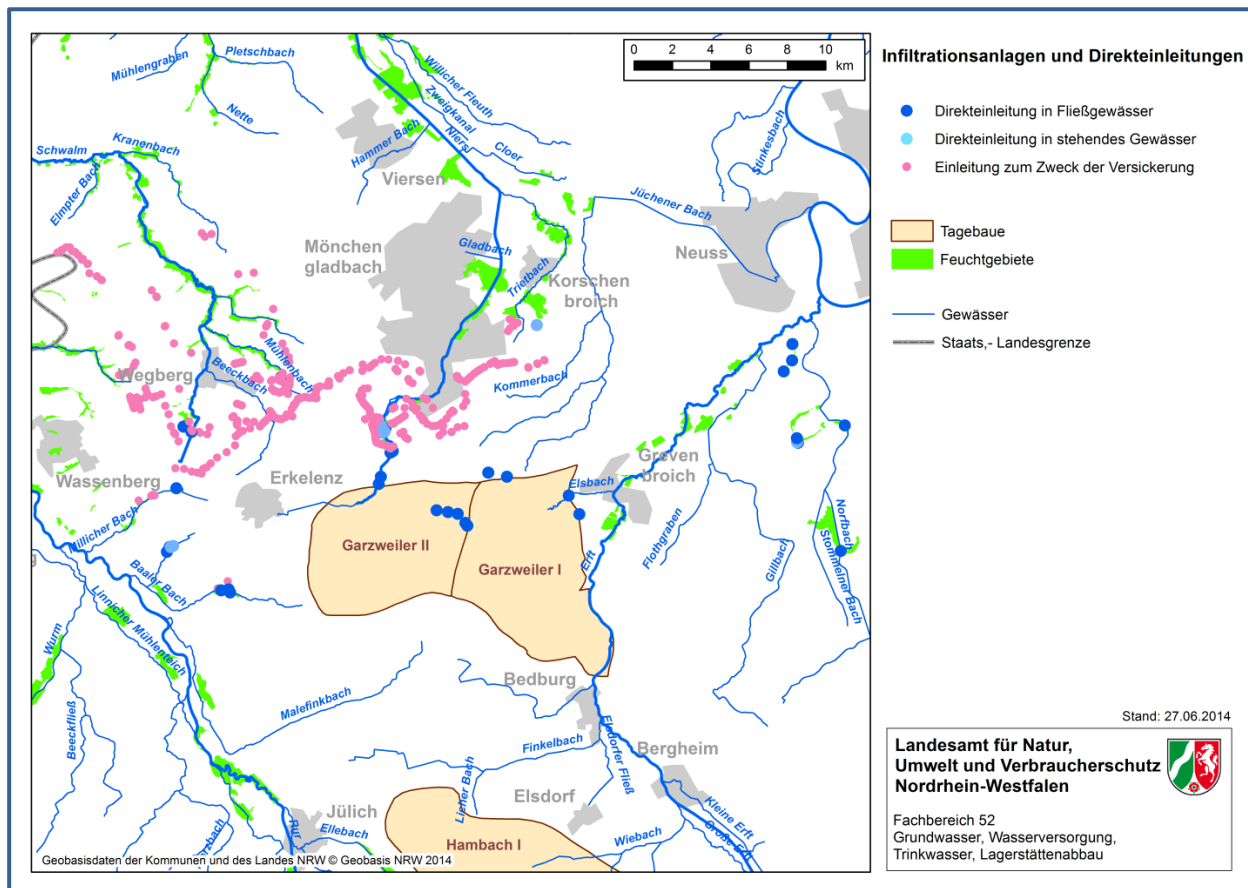 0 2 4 6 8 10
km
Infiltrationsanlagen und Direkteinleitungen
Direkteinleitung in Fließgewässer
Direkteinleitung in stehendes Gewässer
Einleitung zum Zweck der Versickerung
Tagebaue
Feuchtgebiete
Gewässer
Staats,- Landesgrenze
Pletschbach
Mühlengraben
Nette
Willicher Fleuth
Zweigkanal
Niers
Cloer
Hammer Bach
Viersen
Stinkesbach
Schwalm
Kranenbach
Elmpter Bach
Jüchener Bach
Mönchen
gladbach
Gladbach
Neuss
Trietbach
Korschen
broich
Mühlenbach
Beeckbach
Wegberg
Kommerbach
Wassenberg
Erkelenz
Elsbach
Greven
broich
Millicher Bach
Garzweiler II
Garzweiler I
Erft
Flothgraben
Gillbach
Norfbach
Stommelner Bach
Baaler Bach
Linnicher Mühlenteich
Wurm
Beeckfließ
Malefinkbach
Bedburg
Finkelbach
Elsdorfer Fließ
Bergheim
Licher Bach
Elsdorf
Kleine Erft
Große Erft
Wiebach
Jülich
Rur
Ellebach
Hambach I
Geobasisdaten der Kommunen und des Landes NRW © Geobasis NRW 2014
Stand: 27.06.2014
Landesamt für Natur,
Umwelt und Verbraucherschutz
Nordrhein-Westfalen
Fachbereich 52
Grundwasser, Wasserversorgung,
Trinkwasser, Lagerstättenabbau